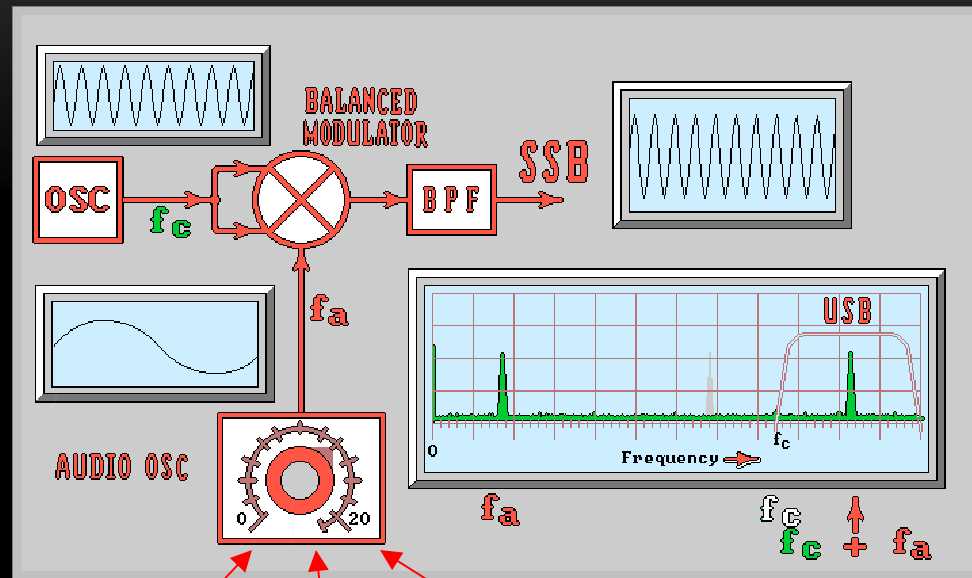 BALANCED
MODULATOR
SSB
OSC
BPF
fc
fa
USB
fc
0
Frequency
AUDIO OSC
0
20
fa
fc
fc + fa